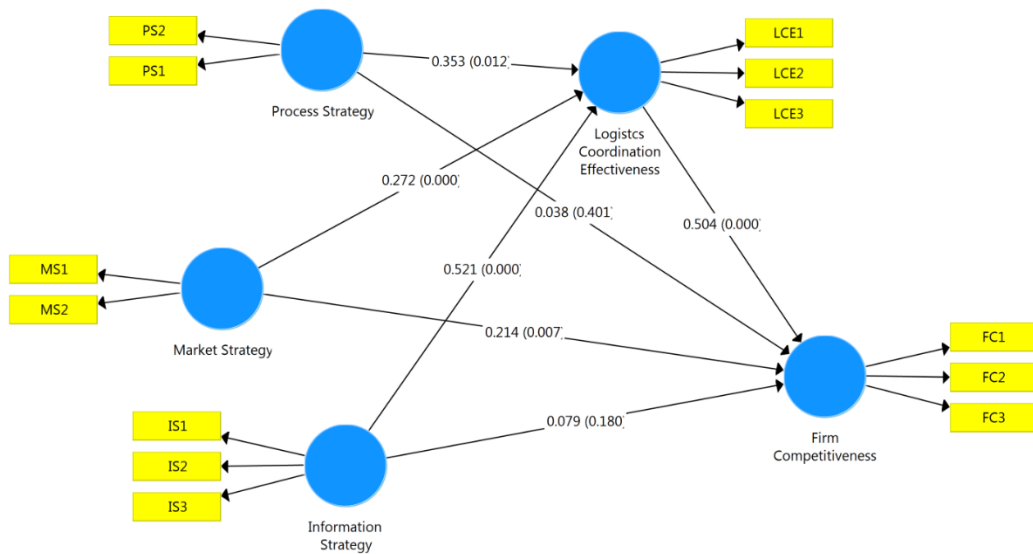 PS2
PS1
Process Strategy
0.353 (0.012)
LCE1
LCE2
LCE3
Logistcs
Coordination
Effectiveness
0.272 (0.000)
0.038 (0.401)
0.504 (0.000)
MS1
MS2
Market Strategy
0.521 (0.000)
0.214 (0.007)
FC1
FC2
FC3
Firm
Competitiveness
IS1
IS2
IS3
Information
Strategy
0.079 (0.180)